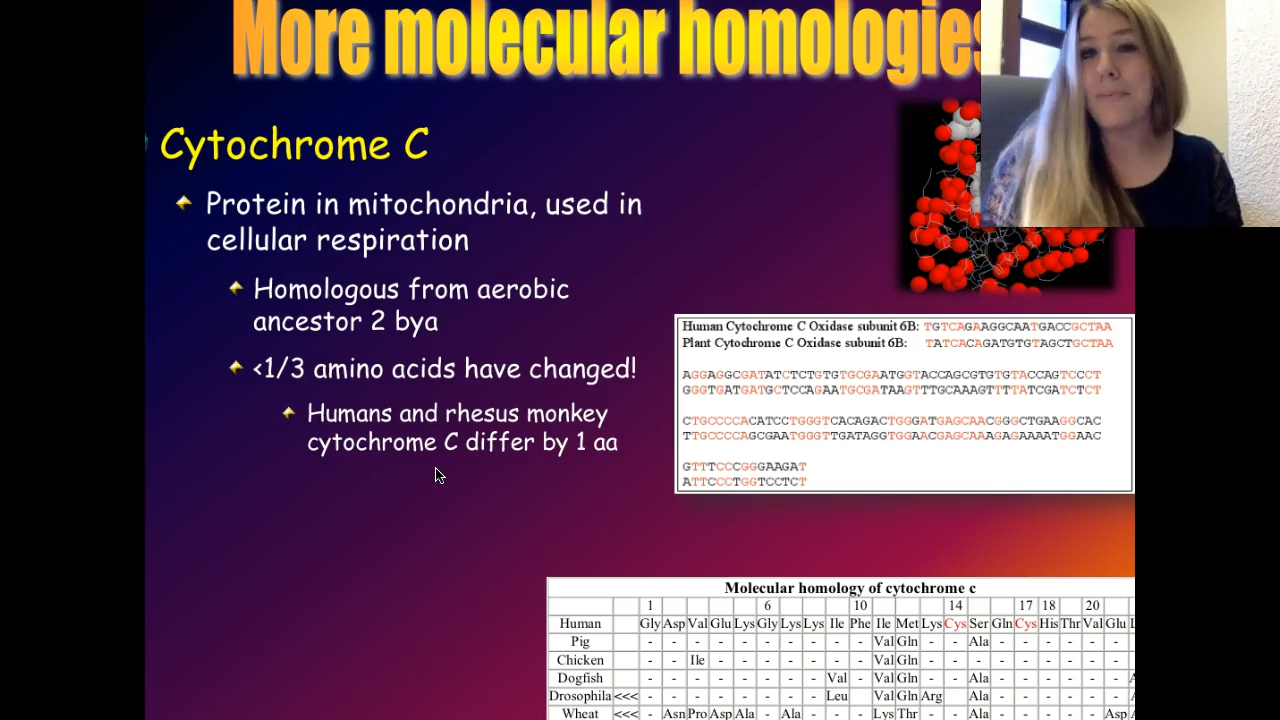 More molecular homologies
Cytochrome C
Protein in mitochondria, used in
cellular respiration
Homologous from aerobic
ancestor 2 bya
<1/3 amino acids have changed!
Humans and rhesus monkey
cytochrome C differ by 1 aa
Human Cytochrome C Oxidase subunit 6B: TGTCAGAAGGCAATGACCGCTAA
Plant Cytochrome C Oxidase subunit 6B: TATCACAGATGTGTAGCTGCTAA
AGGAGGCGATATCTCTGTGTGCGAATGGTACCAGCGTGTGTACCAGTCCCT
GGGTGATGATGCTCCAGAATGCGATAAGTTTGCAAAGTTTTATCGATCTCT
CTGCCCCACATCCTGGGTCACAGACTGGGATGAGCAACGGGCTGAAGGCAC
TTGCCCCAGCGAATGGGTTGATAGGTGGAACGAGCAAAGAGAAAATGGAAC
GTTTCCCGGGAAGAT
ATTCCCTGGTCCTCT
Molecular homology of cytochrome c
1 6 10 14 17 18 20
Human Gly Asp Val Glu Lys Gly Lys Lys Ile Phe Ile Met Lys Cys Ser Gln Cys His Thr Val Glu
Pig - - - - - - - - - - Val Gln - - Ala - - - - - -
Chicken - - Ile - - - - - - - Val Gln - - - - - - - - -
Dogfish - - - - - - - - Val - Val Gln - - Ala - - - - - -
Drosophila <<< - - - - - - - - Leu - Val Gln Arg - Ala - - - - - -
Wheat <<< - Asn Pro Asp Ala - Ala - - - Lys Thr - - Ala - - - - - Asp